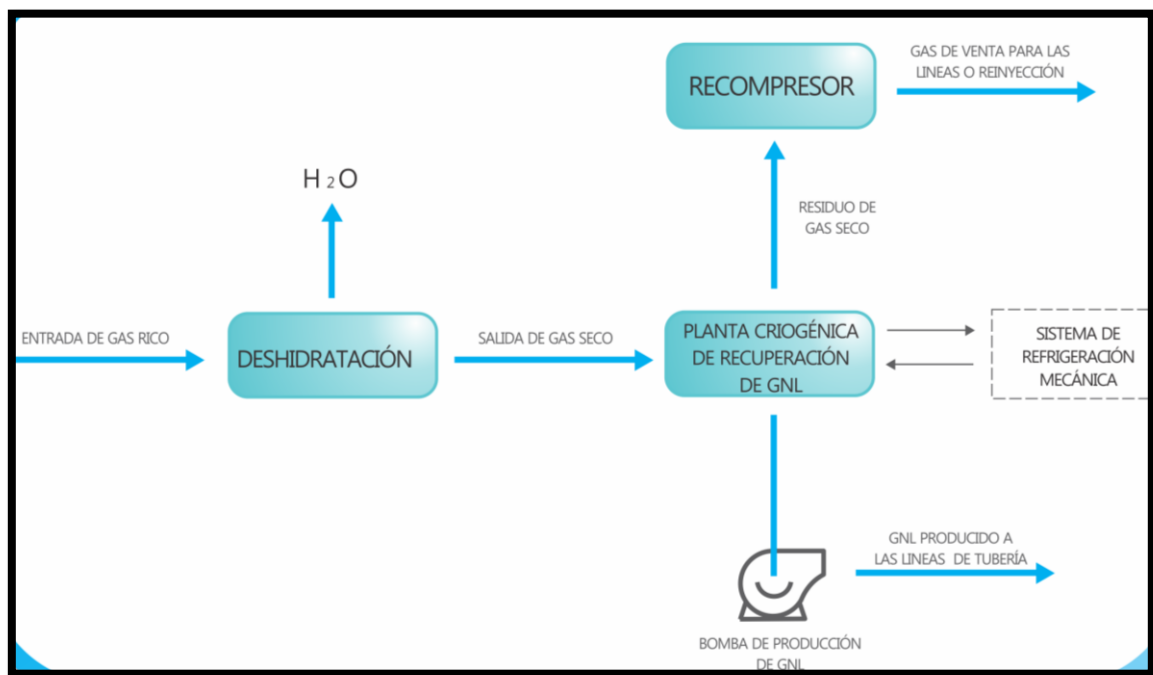 RECOMPRESOR
GAS DE VENTA PARA LAS
LINEAS O REINYECCIÓN
H2O
RESIDUO DE
GAS SECO
ENTRADA DE GAS RICO
DESHIDRATACIÓN
SALIDA DE GAS SECO
PLANTA CRIOGÉNICA
DE RECUPERACIÓN
DE GNL
SISTEMA DE
REFRIGERACIÓN
MECÁNICA
GNL PRODUCIDO A
LAS LINEAS DE TUBERÍA
BOMBA DE PRODUCCIÓN
DE GNL